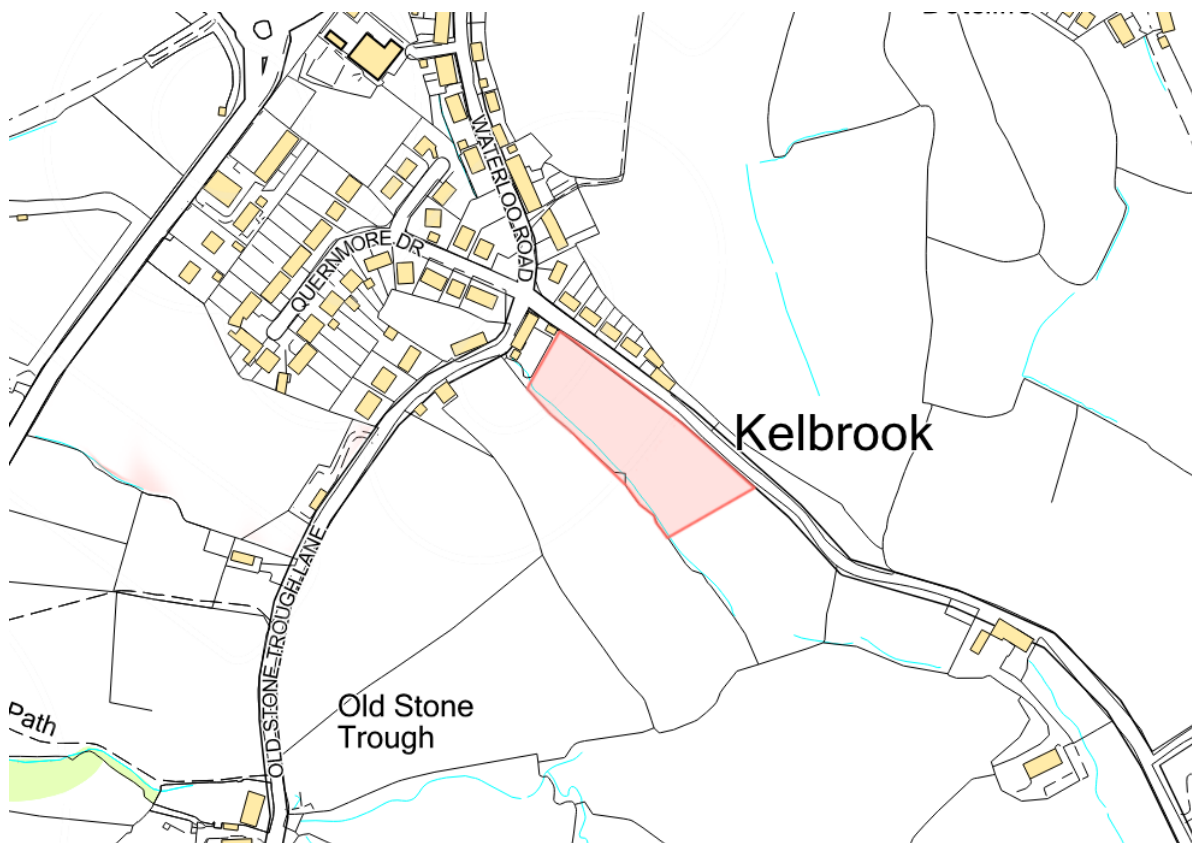 WATERLOO ROAD
QUERNMORE DR
Kelbrook
OLD STONE TROUGH LANE
Old Stone
Trough
Path